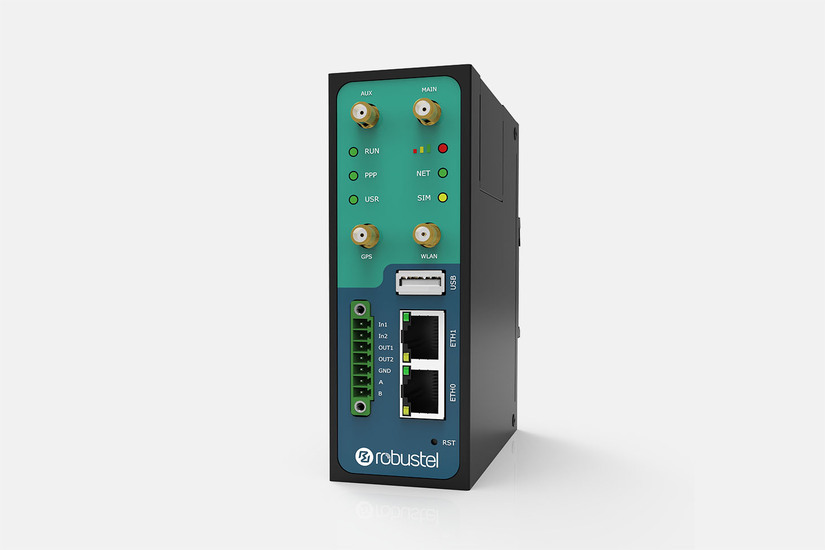 AUX
MAIN
RUN
PPP
NET
USR
SIM
GPS
WLAN
USB
In1
In2
OUT1
OUT2
GND
A
B
ETH1
ETH0
RST
robustel